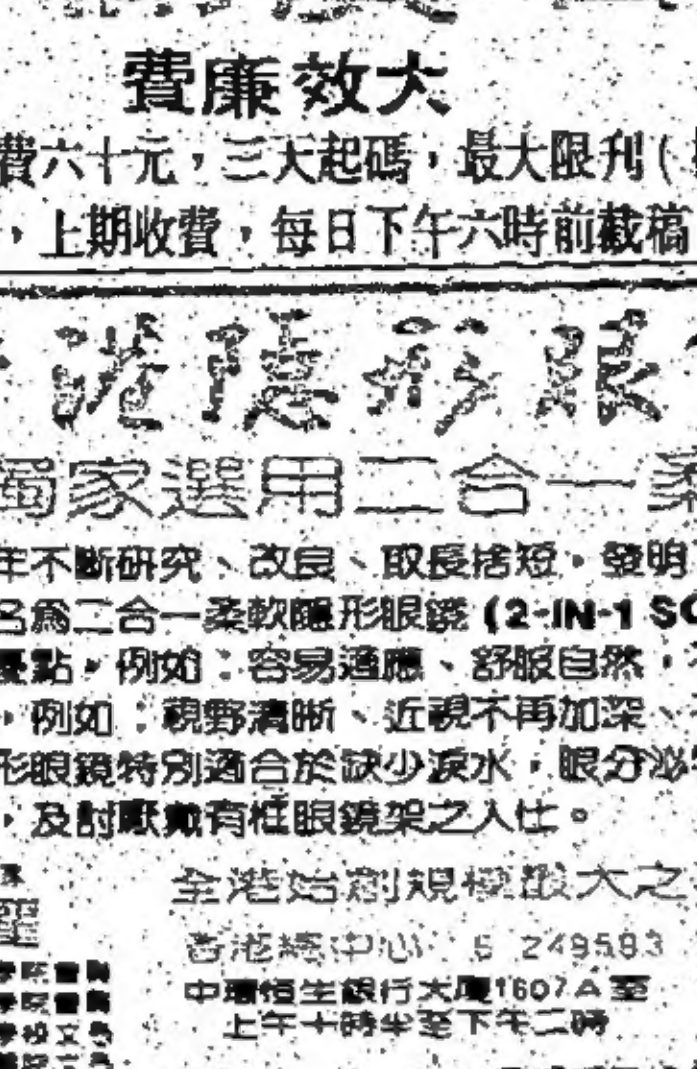 費廉效大
費六十元，三天起碼，最大限刊（
，上期收費，每日下午六時前截稿
港隱形眼
獨家選用二合一柔
年不斷研究、改良、取長捨短，發明
名爲二合一柔軟隱形眼鏡 (2-IN-1 SO
優點，例如：容易適應、舒服自然，
，例如：視野清晰、近視不再加深、
形眼鏡特別適合於缺少淚水，眼分泌
，及討厭戴有框眼鏡架之人仕。
全港始創規模最大之
香港總中心：5 249583
中環恒生銀行大廈1607A至
上午十時半至下午二時